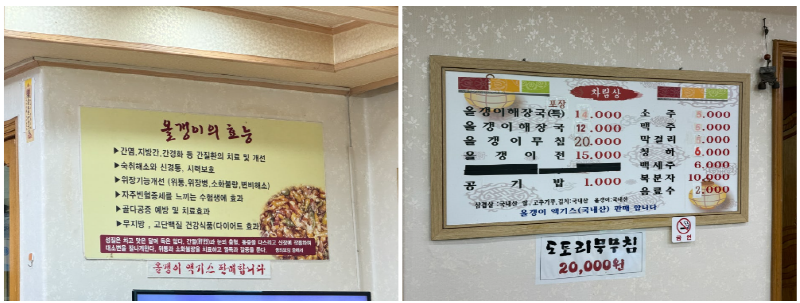 올갱이의 효능
▶간염,지방간,간경화 등 간질환의 치료 및 개선
▶숙취해소와 신경통, 시력보호
▶위장기능개선 (위통,위장병,소화불량,변비해소)
▶자주빈혈증세를 느끼는 수험생에 효과
▶골다공증 예방 및 치료효과
▶무지방 , 고단백질 건강식품(다이어트 효과)
올갱이 엑기스 판매합니다
차림상
포장
올갱이해장국(특) 14.000
올갱이해장국 12.000
올갱이무침 20.000
올갱이전 15.000
공기밥 1.000
소주 5.000
맥주 5.000
막걸리 3.000
청하 6.000
백세주 6.000
복분자 10.000
음료수 2.000
올갱이 엑기스(국내산) 판매 합니다
금연
도토리묵무침
20,000원